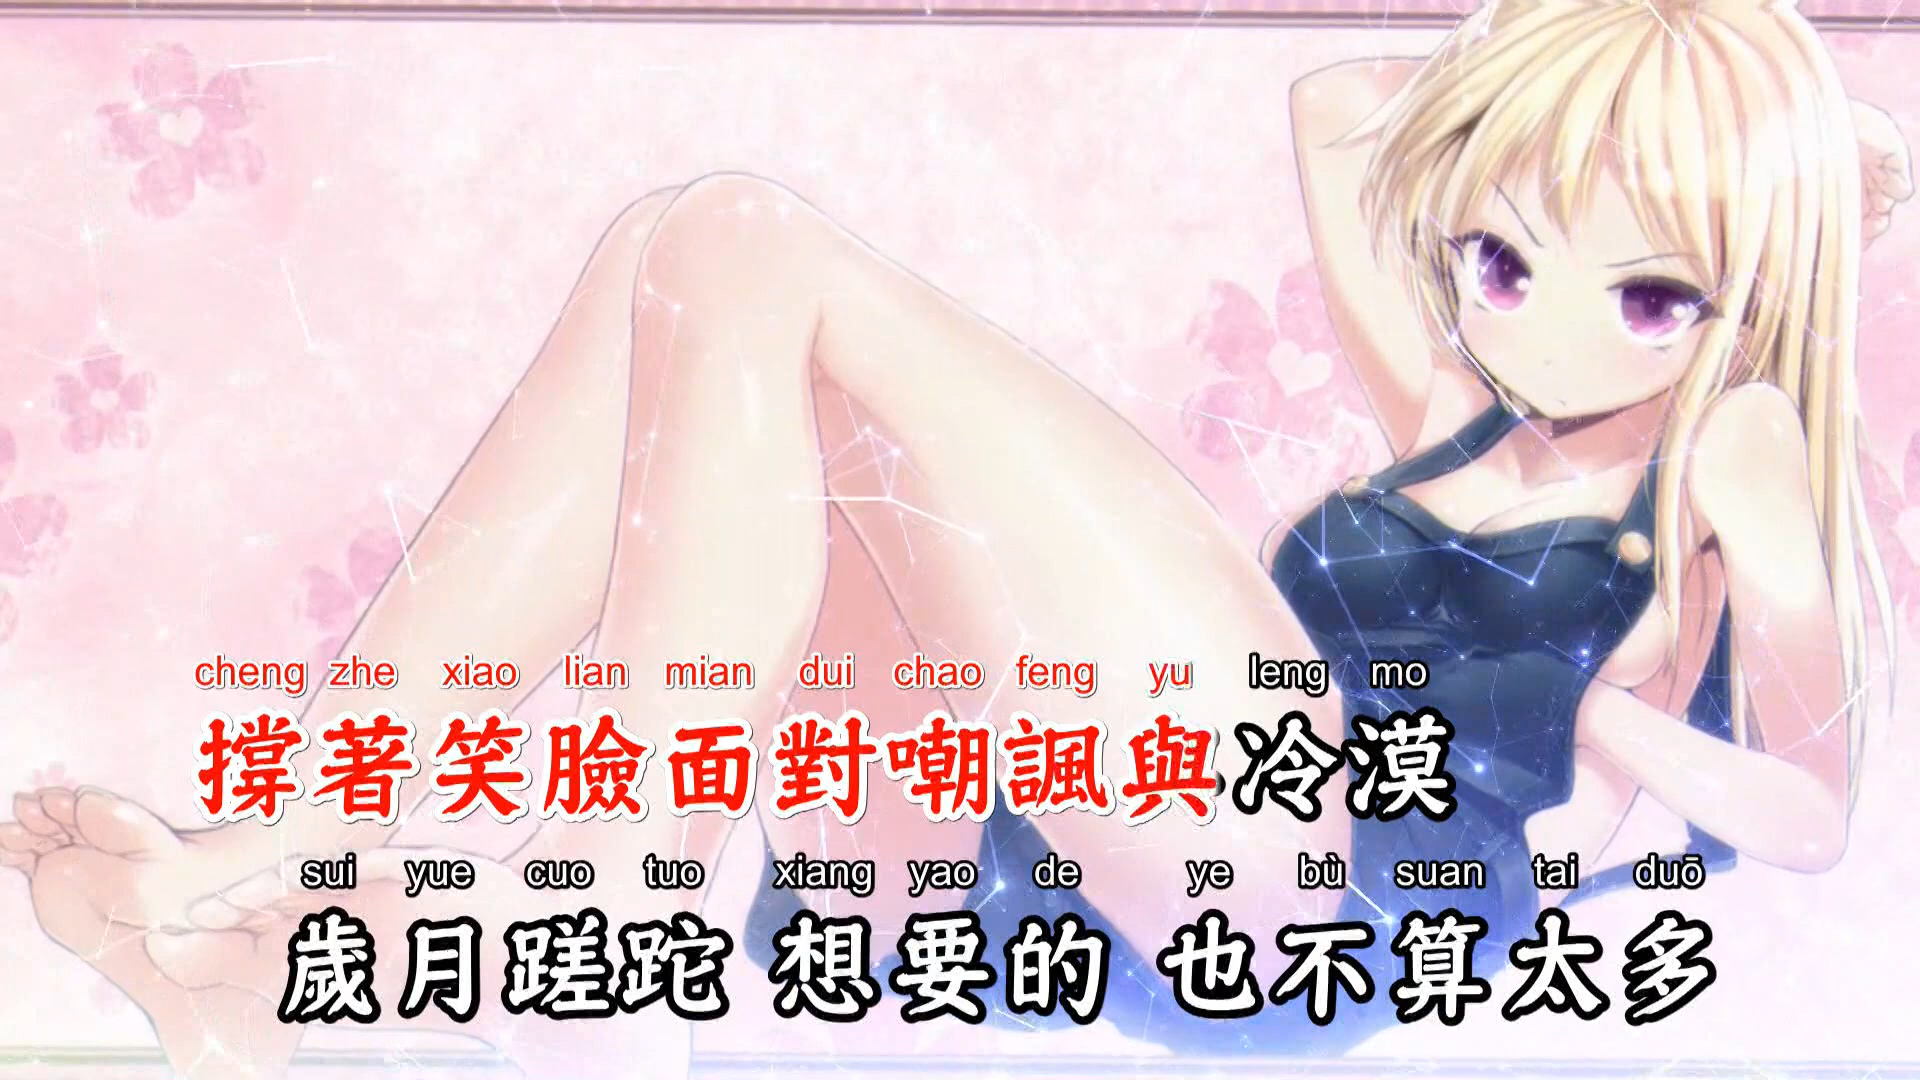 cheng zhe xiao lian mian dui chao feng yu leng mo
撐著笑臉面對嘲諷與冷漠
sui yue cuo tuo xiang yao de ye bù suan tai duō
歲月蹉跎 想要的 也不算太多